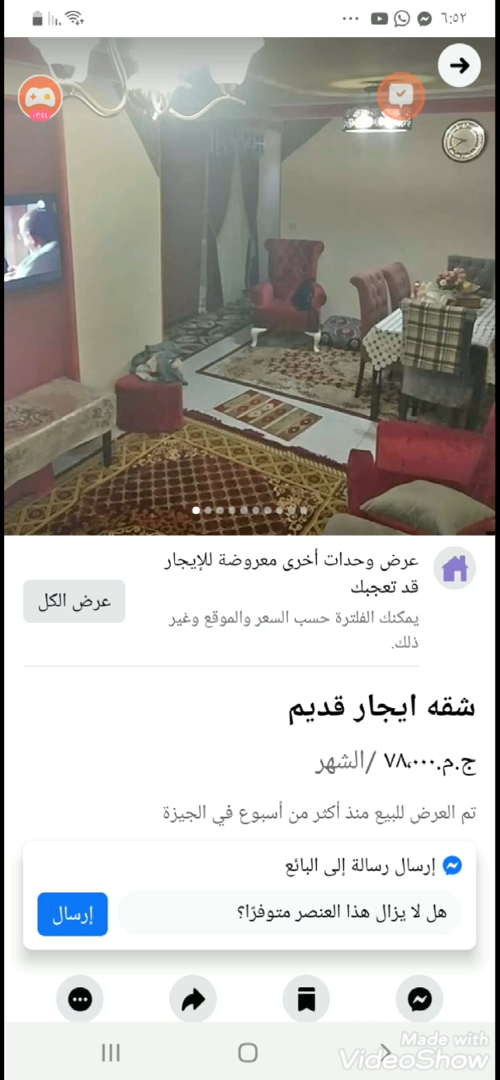 ٦:٥٢
عرض وحدات أخرى معروضة للإيجار
قد تعجبك
يمكنك الفلترة حسب السعر والموقع وغير
ذلك.
عرض الكل
شقه ايجار قديم
ج.م.٧٨،٠٠٠ /الشهر
تم العرض للبيع منذ أكثر من أسبوع في الجيزة
إرسال رسالة إلى البائع
هل لا يزال هذا العنصر متوفرًا؟
إرسال
Made with
VideoShow